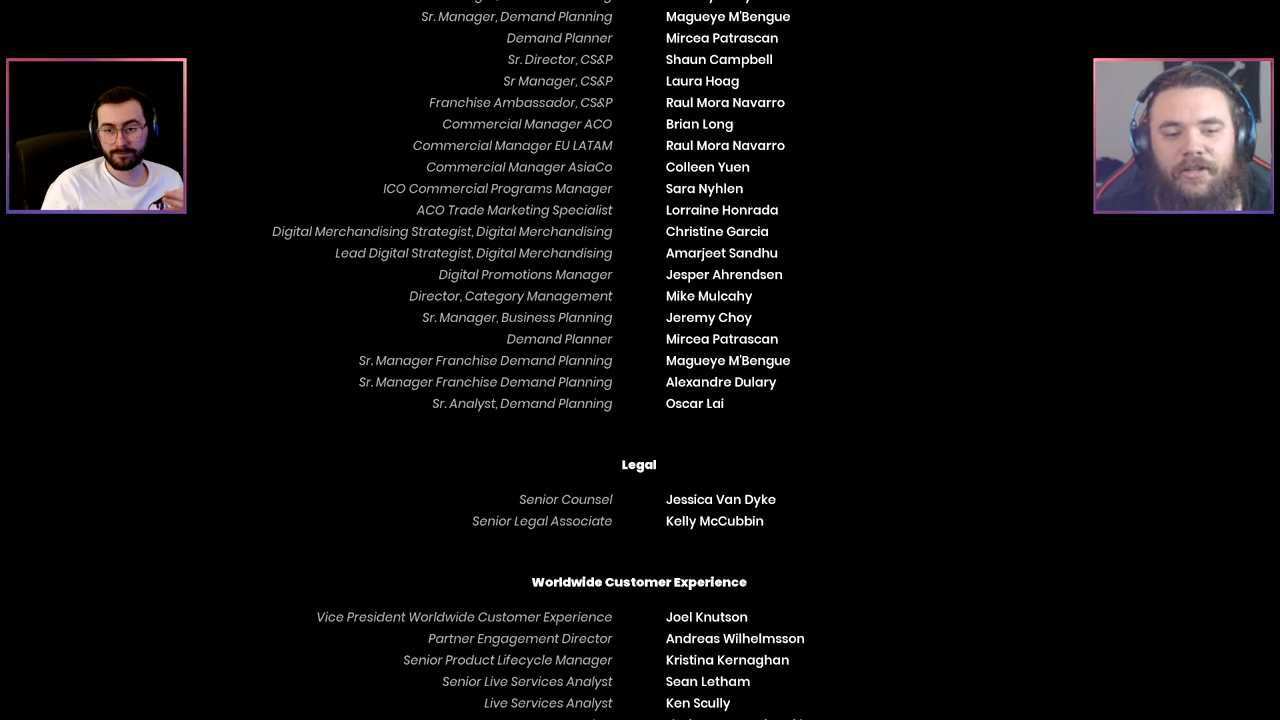 Sr. Manager, Demand Planning Magueye M'Bengue
Demand Planner Mircea Patrascan
Sr. Director, CS&P Shaun Campbell
Sr Manager, CS&P Laura Hoag
Franchise Ambassador, CS&P Raul Mora Navarro
Commercial Manager ACO Brian Long
Commercial Manager EU LATAM Raul Mora Navarro
Commercial Manager AsiaCo Colleen Yuen
ICO Commercial Programs Manager Sara Nyhlen
ACO Trade Marketing Specialist Lorraine Honrada
Digital Merchandising Strategist, Digital Merchandising Christine Garcia
Lead Digital Strategist, Digital Merchandising Amarjeet Sandhu
Digital Promotions Manager Jesper Ahrendsen
Director, Category Management Mike Mulcahy
Sr. Manager, Business Planning Jeremy Choy
Demand Planner Mircea Patrascan
Sr. Manager Franchise Demand Planning Magueye M'Bengue
Sr. Manager Franchise Demand Planning Alexandre Dulary
Sr. Analyst, Demand Planning Oscar Lai
Legal
Senior Counsel Jessica Van Dyke
Senior Legal Associate Kelly McCubbin
Worldwide Customer Experience
Vice President Worldwide Customer Experience Joel Knutson
Partner Engagement Director Andreas Wilhelmsson
Senior Product Lifecycle Manager Kristina Kernaghan
Senior Live Services Analyst Sean Letham
Live Services Analyst Ken Scully